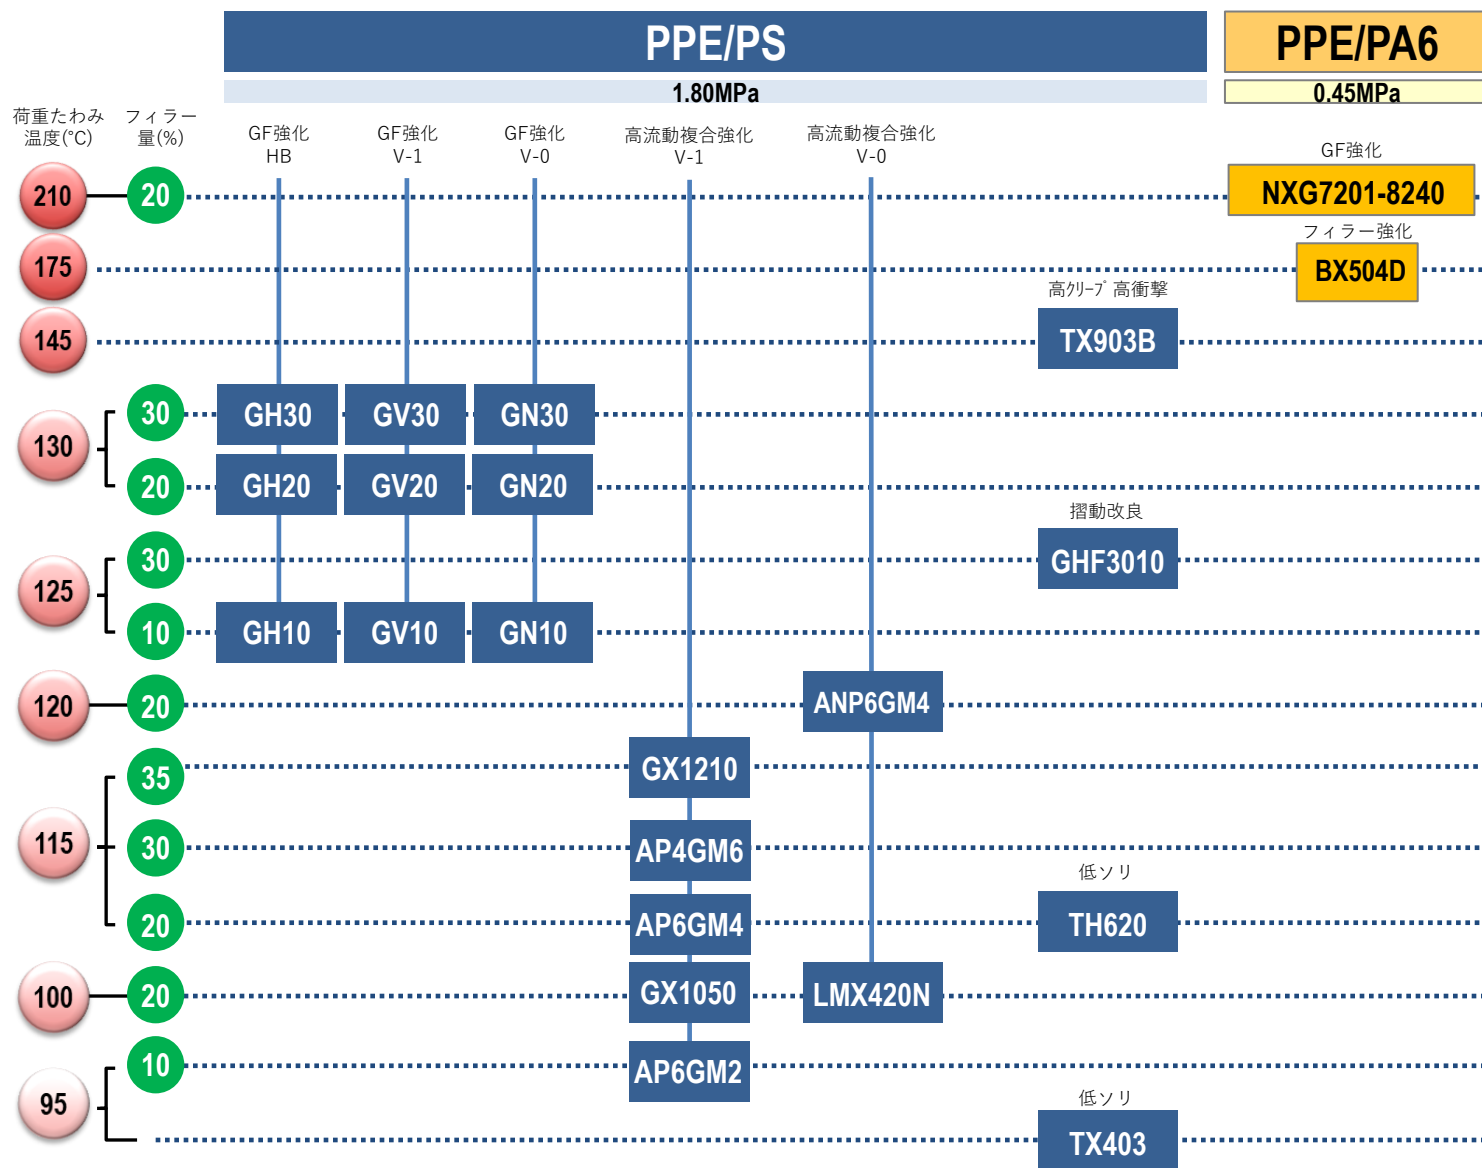 PPE/PS
PPE/PA6
1.80MPa
0.45MPa
荷重たわみ
温度(°C)
フィラー
量(%)
GF強化
HB
GF強化
V-1
GF強化
V-0
高流動複合強化
V-1
高流動複合強化
V-0
GF強化
210
20
NXG7201-8240
フィラー強化
175
BX504D
高クリープ 高衝撃
145
TX903B
130
30
GH30
GV30
GN30
20
GH20
GV20
GN20
摺動改良
125
30
GHF3010
10
GH10
GV10
GN10
120
20
ANP6GM4
115
35
GX1210
30
AP4GM6
低ソリ
20
AP6GM4
TH620
100
20
GX1050
LMX420N
95
10
AP6GM2
低ソリ
TX403